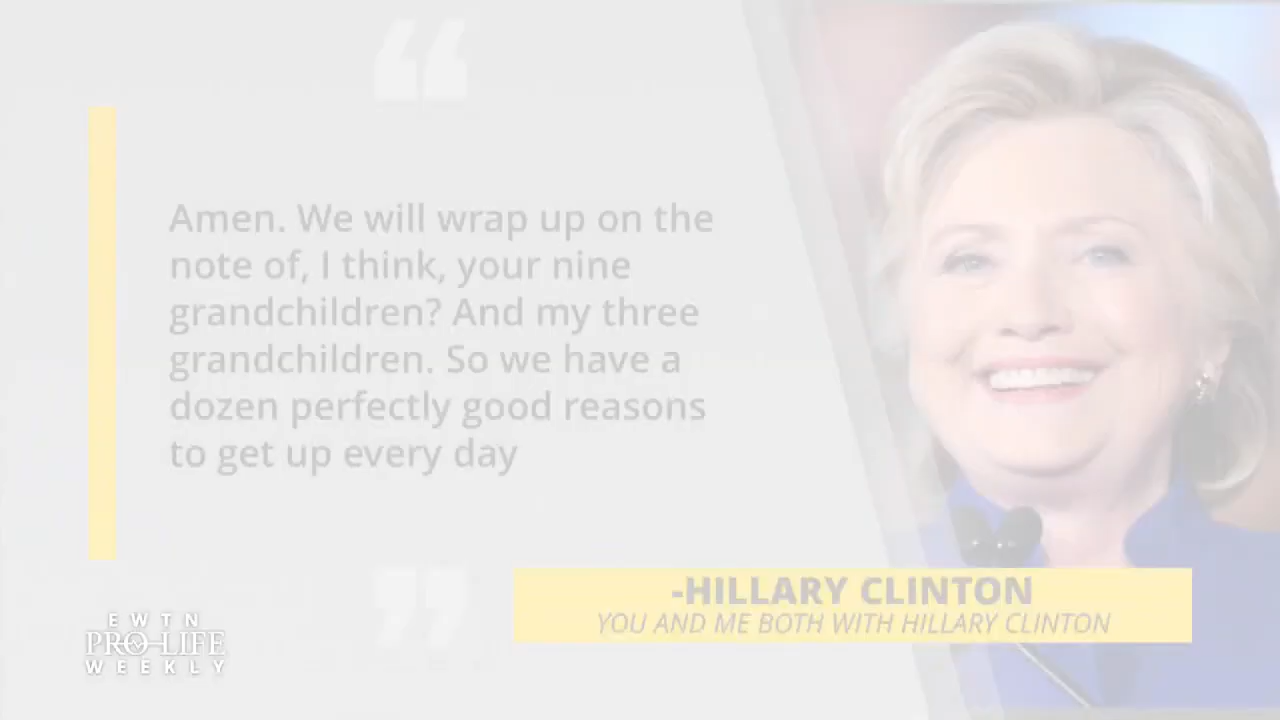 “
Amen. We will wrap up on the
note of, I think, your nine
grandchildren? And my three
grandchildren. So we have a
dozen perfectly good reasons
to get up every day
”
-HILLARY CLINTON
YOU AND ME BOTH WITH HILLARY CLINTON
EWTN
PRO-LIFE
WEEKLY